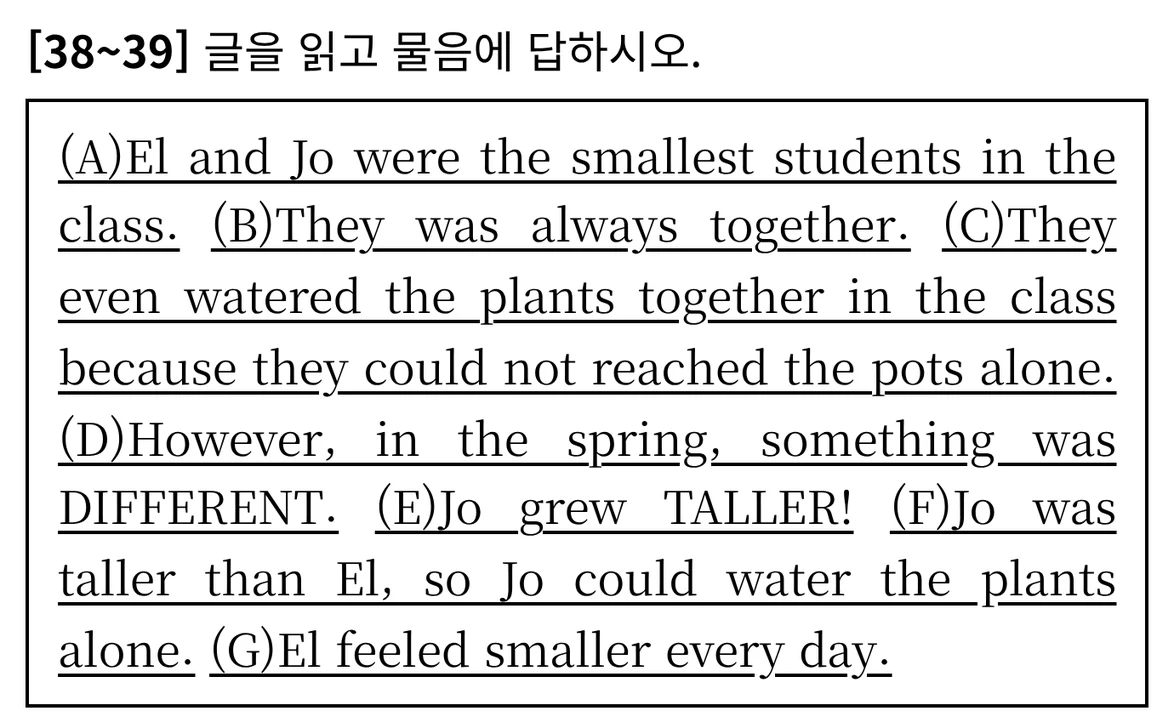 [38~39] 글을 읽고 물음에 답하시오.
(A)El and Jo were the smallest students in the
class. (B)They was always together. (C)They
even watered the plants together in the class
because they could not reached the pots alone.
(D)However, in the spring, something was
DIFFERENT. (E)Jo grew TALLER! (F)Jo was
taller than El, so Jo could water the plants
alone. (G)El feeled smaller every day.